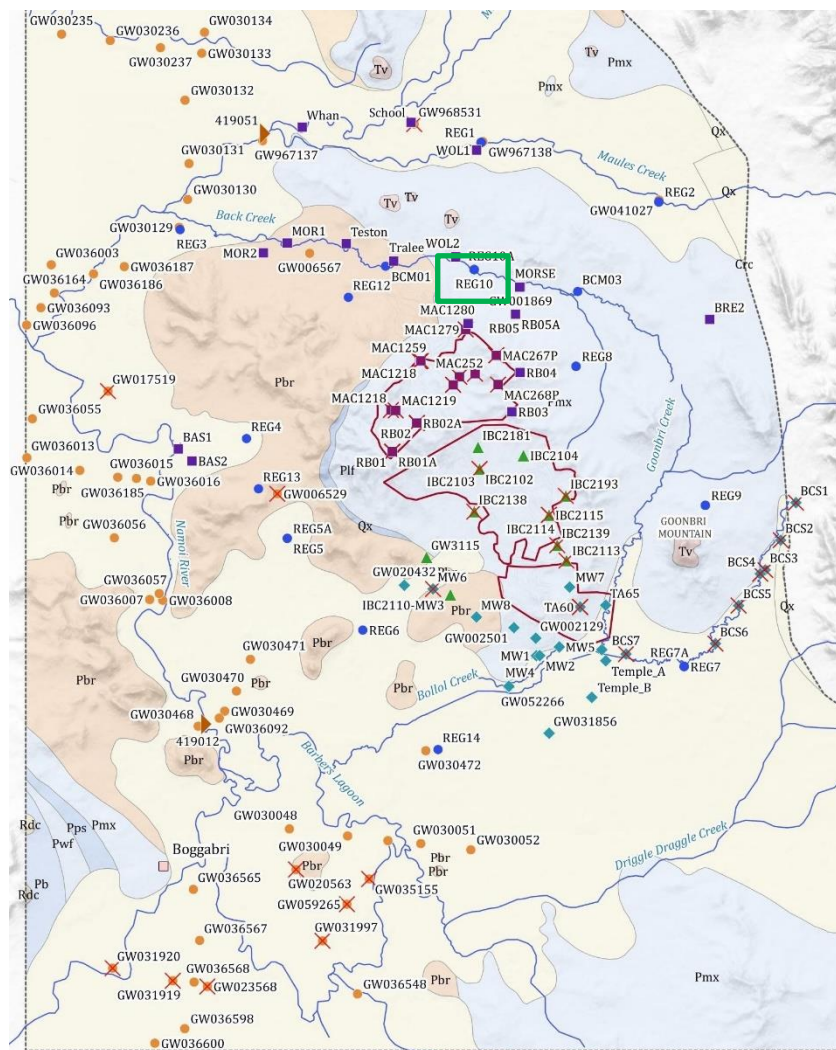 GW030235
GW030236
GW030134
GW030237
GW030133
Tv
Tv
Pmx
Pmx
GW030132
419051
Whan
School
GW968531
REG1
GW967137
WOL1
GW967138
Qx
Maules Creek
GW030131
GW030130
REG2
Qx
GW041027
Tv
Tv
Tv
Back Creek
GW030129
REG3
MOR1
Teston
MOR2
Tralee
WOL2
REG10A
GW036003
GW036187
GW006567
BCM01
REG10
MORSE
BCM03
Crc
GW036164
GW036186
REG12
GW001869
GW036093
MAC1280
RB05
RB05A
BRE2
GW036096
MAC1279
MAC1259
MAC267P
REG8
Pbr
MAC1218
MAC252
RB04
GW017519
MAC268P
Pmx
MAC1218
MAC1219
RB03
GW036055
RB02A
REG4
RB02
IBC2181
BAS1
IBC2104
Goonbri Creek
GW036013
BAS2
RB01
RB01A
Plf
GW036014
GW036015
GW036016
REG13
IBC2103
IBC2102
IBC2193
Pbr
GW036185
GW006529
IBC2138
REG9
BCS1
Pbr
Qx
IBC2114
IBC2115
GW036056
REG5A
IBC2139
GOONBRI
MOUNTAIN
BCS2
REG5
Tv
GW3115
IBC2113
BCS4
BCS3
Namoi River
GW020432
MW6
MW7
GW036057
TA65
BCS5
Qx
GW036007
GW036008
IBC2110-MW3
Pbr
MW8
TA60
REG6
GW002129
BCS6
GW002501
Pbr
GW030471
MW5
BCS7
REG7A
MW1
MW2
Temple_A
REG7
Pbr
GW030470
Pbr
Pbr
Bollol Creek
MW4
Temple_B
GW030468
GW030469
GW052266
GW036092
GW031856
419012
REG14
Pbr
Barbers Lagoon
GW030472
Rdc
Pps
Pmx
GW030048
Pwf
GW030049
GW030051
Boggabri
GW030052
Pbr
Pbr
Pbr
Driggle Draggle Creek
Pb
GW020563
GW035155
Rdc
GW036565
GW059265
GW036567
GW031997
GW031920
GW036568
Pbr
Pmx
GW031919
GW023568
GW036548
GW036598
GW036600